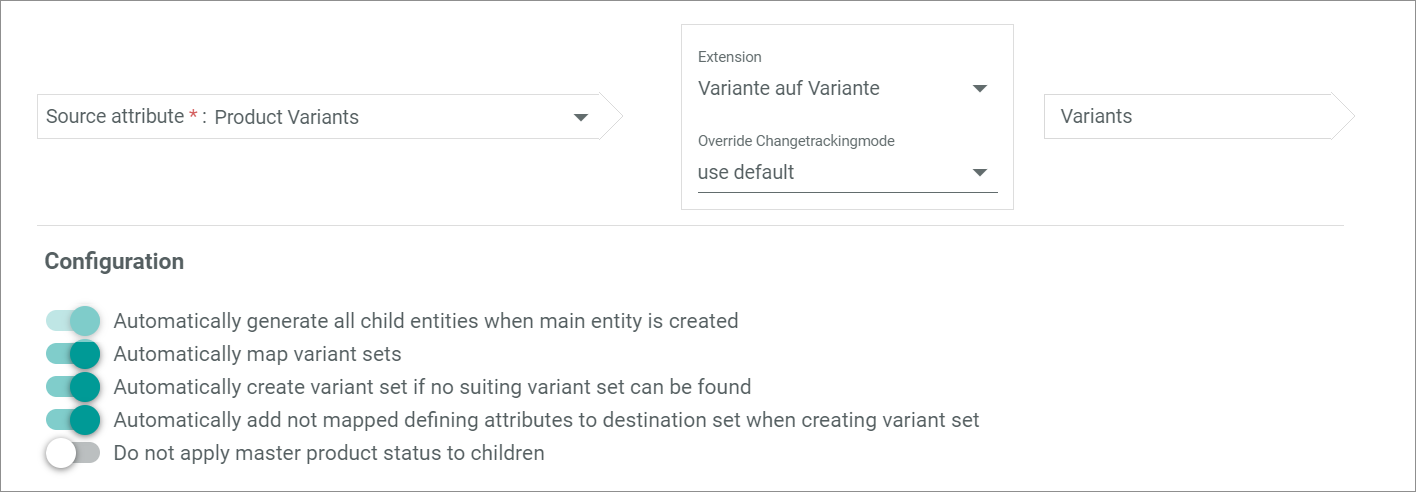 Source attribute * : Product Variants
Extension
Variante auf Variante
Override Changetrackingmode
use default
Variants
Configuration
Automatically generate all child entities when main entity is created
Automatically map variant sets
Automatically create variant set if no suiting variant set can be found
Automatically add not mapped defining attributes to destination set when creating variant set
Do not apply master product status to children